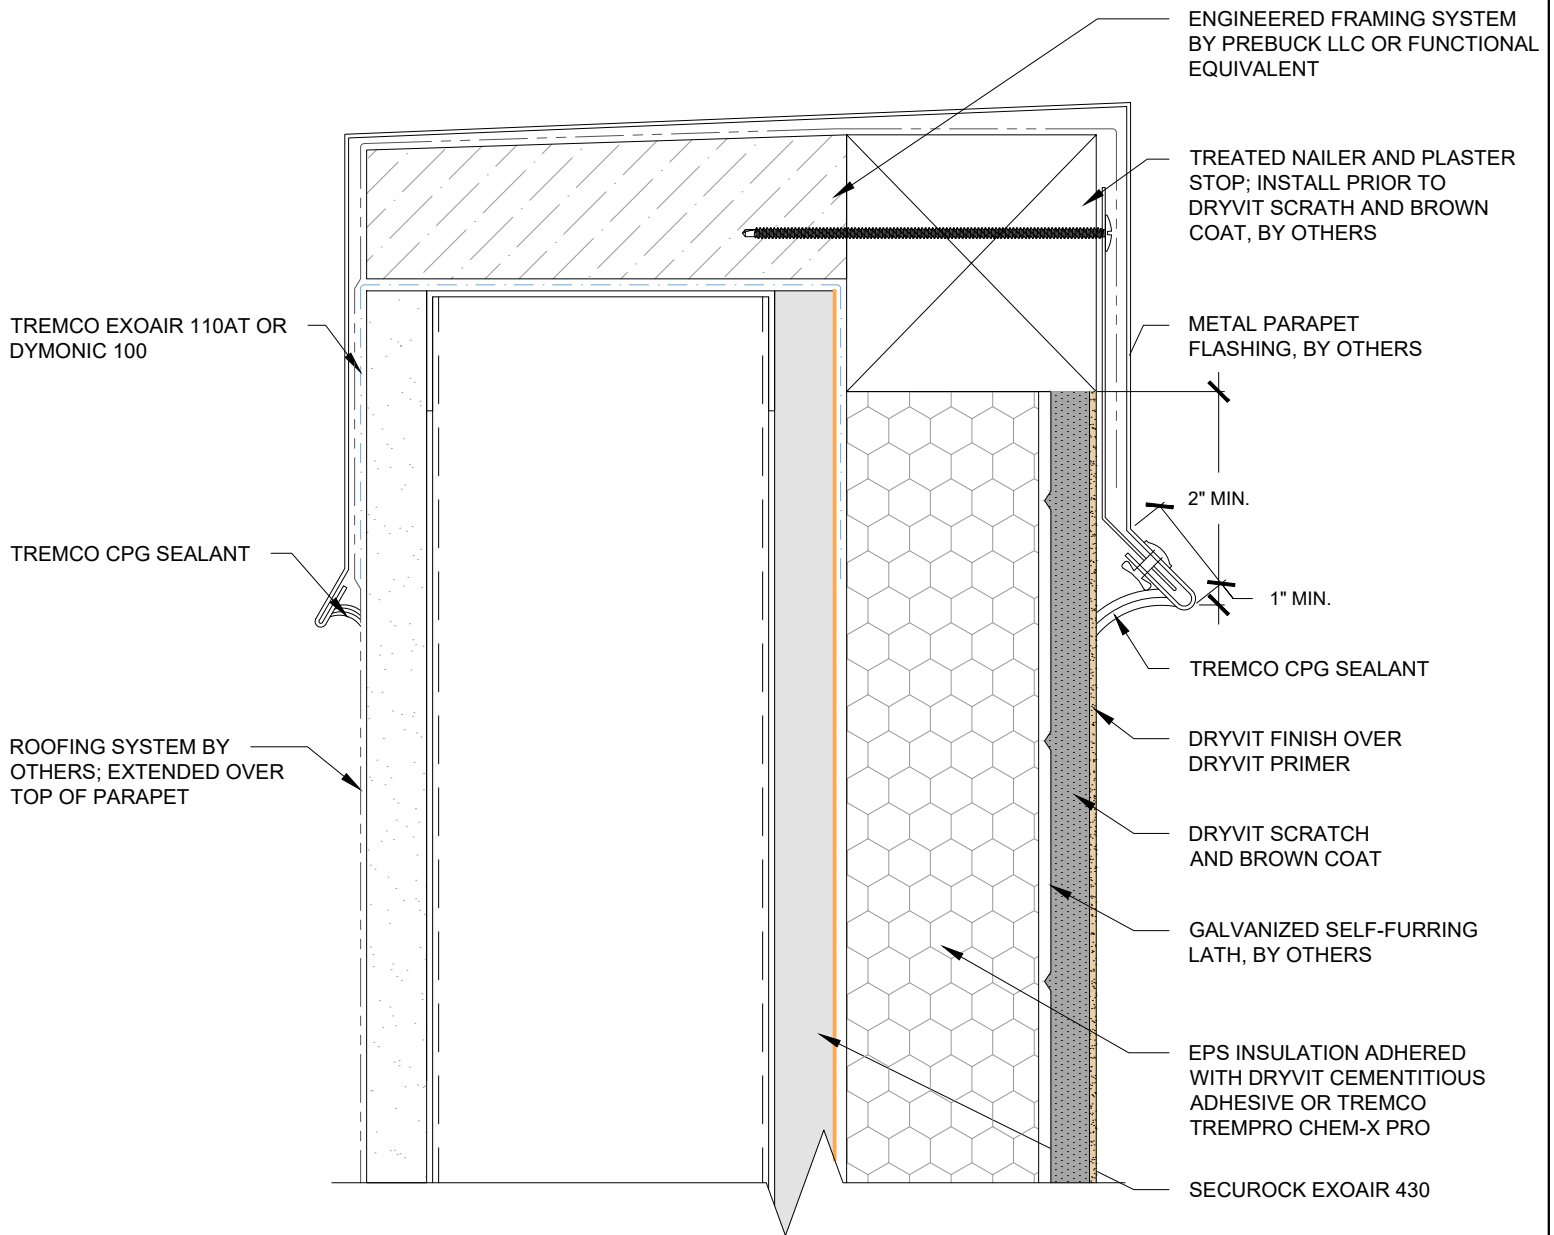 ENGINEERED FRAMING SYSTEM
BY PREBUCK LLC OR FUNCTIONAL
EQUIVALENT
TREATED NAILER AND PLASTER
STOP; INSTALL PRIOR TO
DRYVIT SCRATH AND BROWN
COAT, BY OTHERS
TREMCO EXOAIR 110AT OR
DYMONIC 100
METAL PARAPET
FLASHING, BY OTHERS
2" MIN.
TREMCO CPG SEALANT
1" MIN.
TREMCO CPG SEALANT
ROOFING SYSTEM BY
OTHERS; EXTENDED OVER
TOP OF PARAPET
DRYVIT FINISH OVER
DRYVIT PRIMER
DRYVIT SCRATCH
AND BROWN COAT
GALVANIZED SELF-FURRING
LATH, BY OTHERS
EPS INSULATION ADHERED
WITH DRYVIT CEMENTITIOUS
ADHESIVE OR TREMCO
TREMPRO CHEM-X PRO
SECUROCK EXOAIR 430